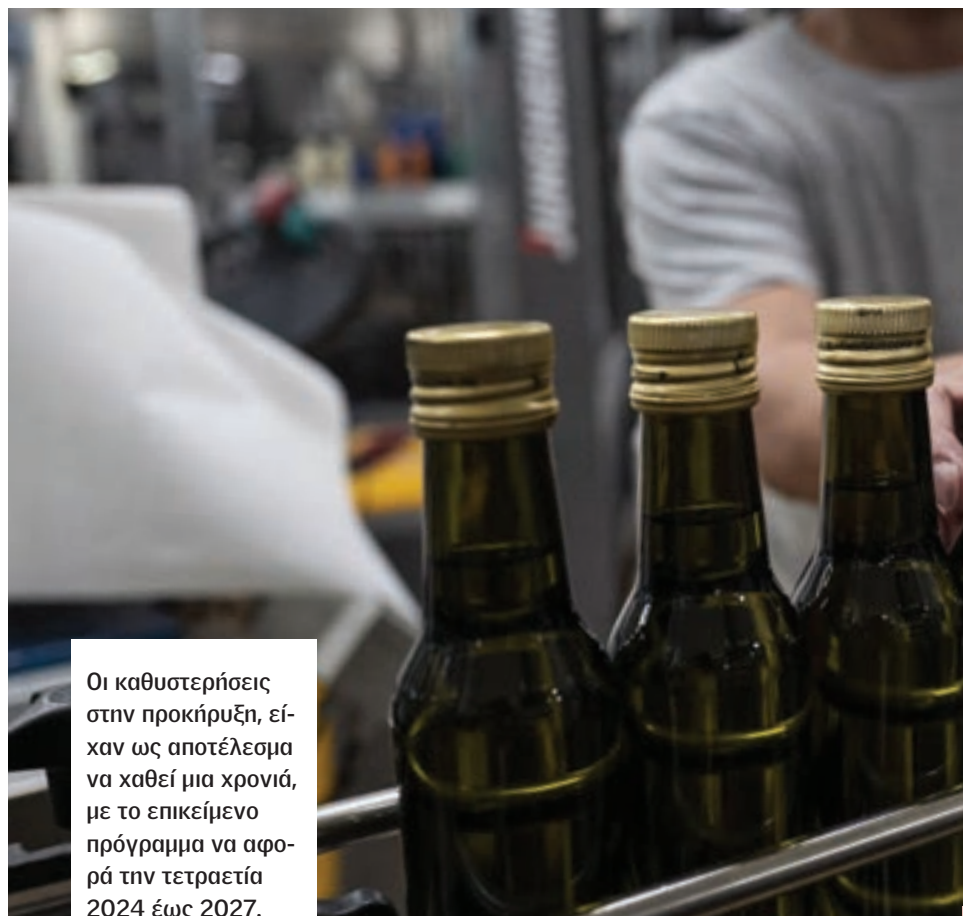 Οι καθυστερήσεις
στην προκήρυξη, εί-
χαν ως αποτέλεσμα
να χαθεί μια χρονιά,
με το επικείμενο
πρόγραμμα να αφο-
ρά την τετραετία
2024 έως 2027.